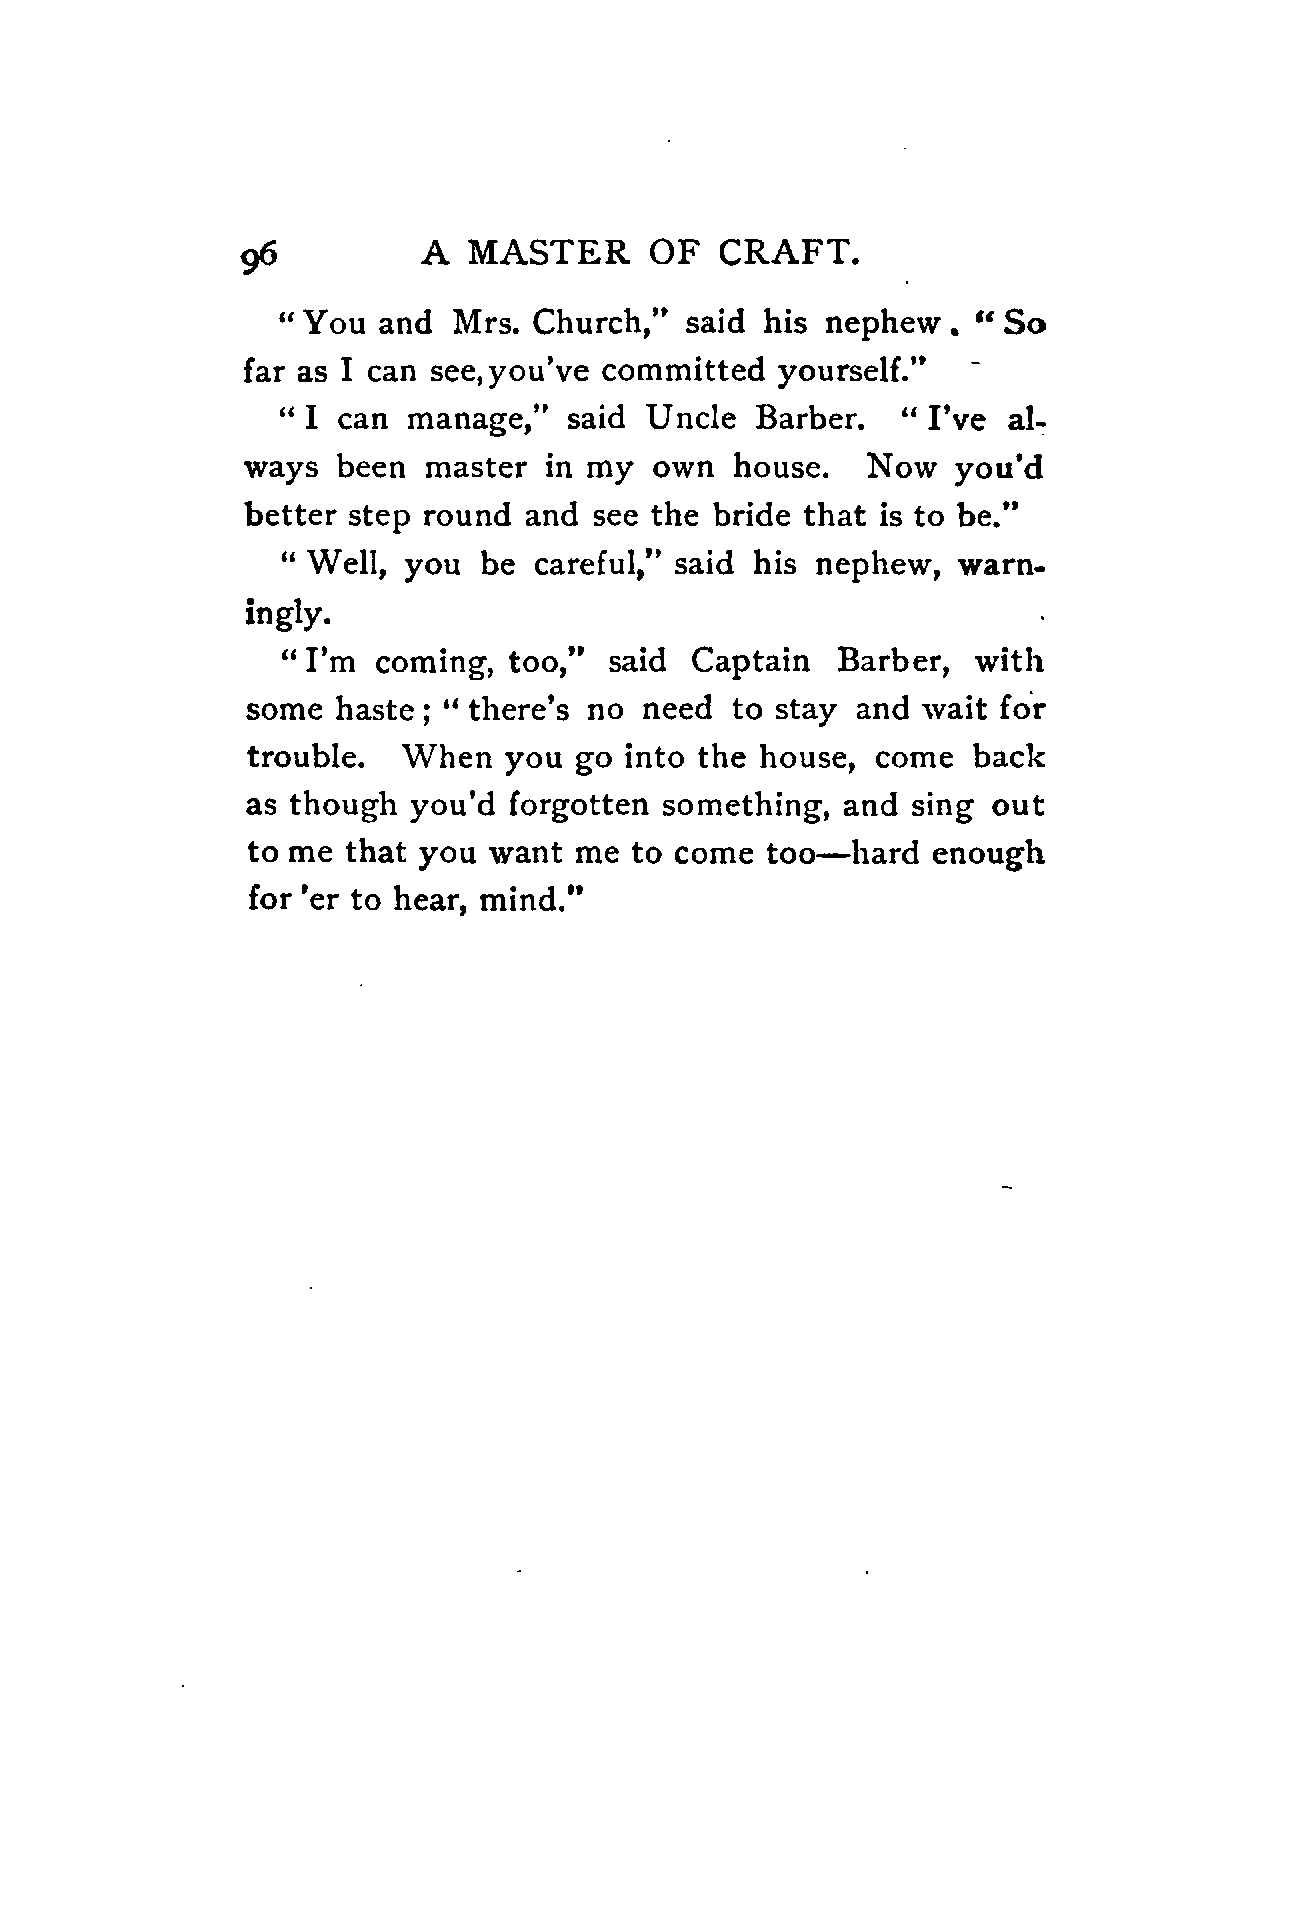 96 A MASTER OF CRAFT.
"You and Mrs. Church," said his nephew. "So
far as I can see, you've committed yourself."
"I can manage," said Uncle Barber. "I've al-
ways been master in my own house. Now you'd
better step round and see the bride that is to be."
"Well, you be careful," said his nephew, warn-
ingly.
"I'm coming, too," said Captain Barber, with
some haste; "there's no need to stay and wait for
trouble. When you go into the house, come back
as though you'd forgotten something, and sing out
to me that you want me to come too—hard enough
for 'er to hear, mind."